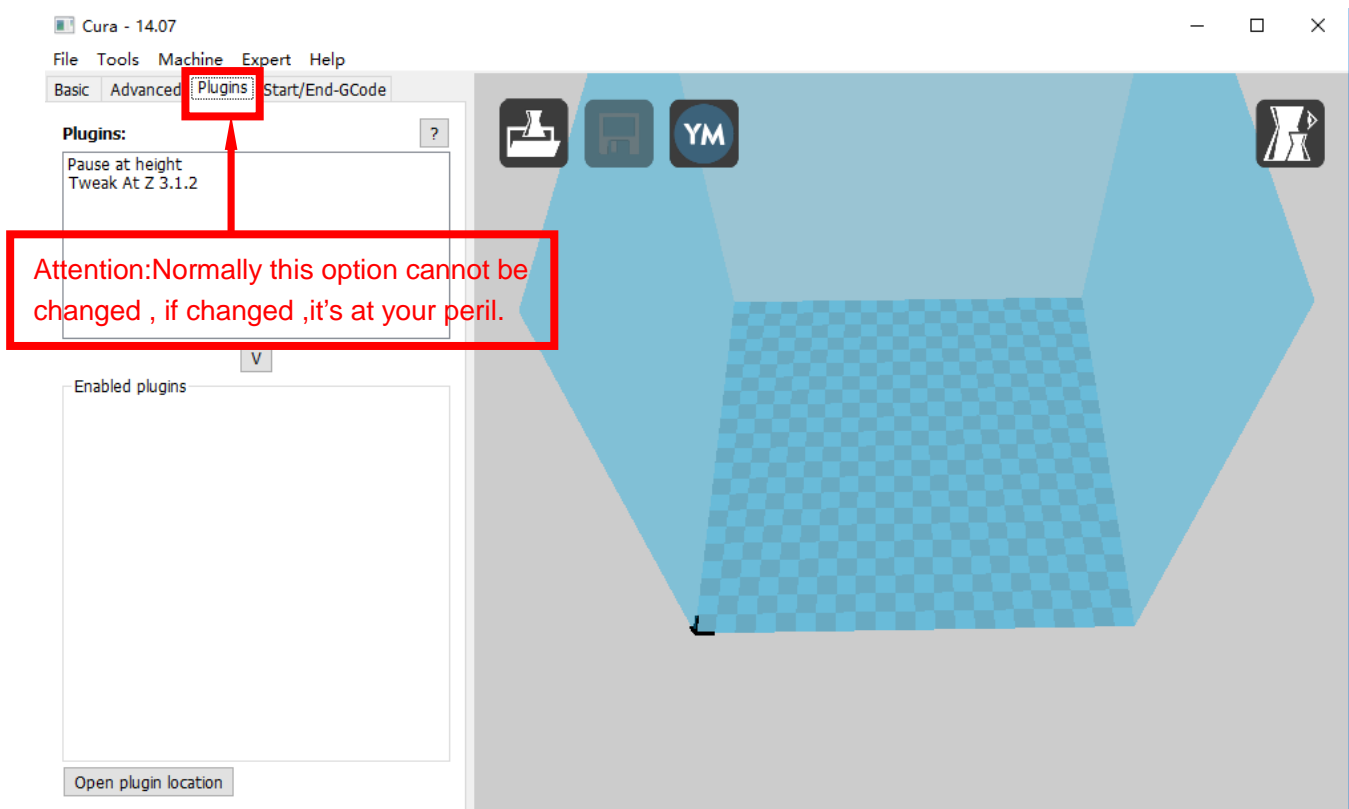 Cura - 14.07
File Tools Machine Expert Help
Basic Advanced Plugins Start/End-GCode
Plugins: ?
YM
Pause at height
Tweak At Z 3.1.2
Attention:Normally this option cannot be
changed , if changed ,it's at your peril.
V
Enabled plugins
Open plugin location